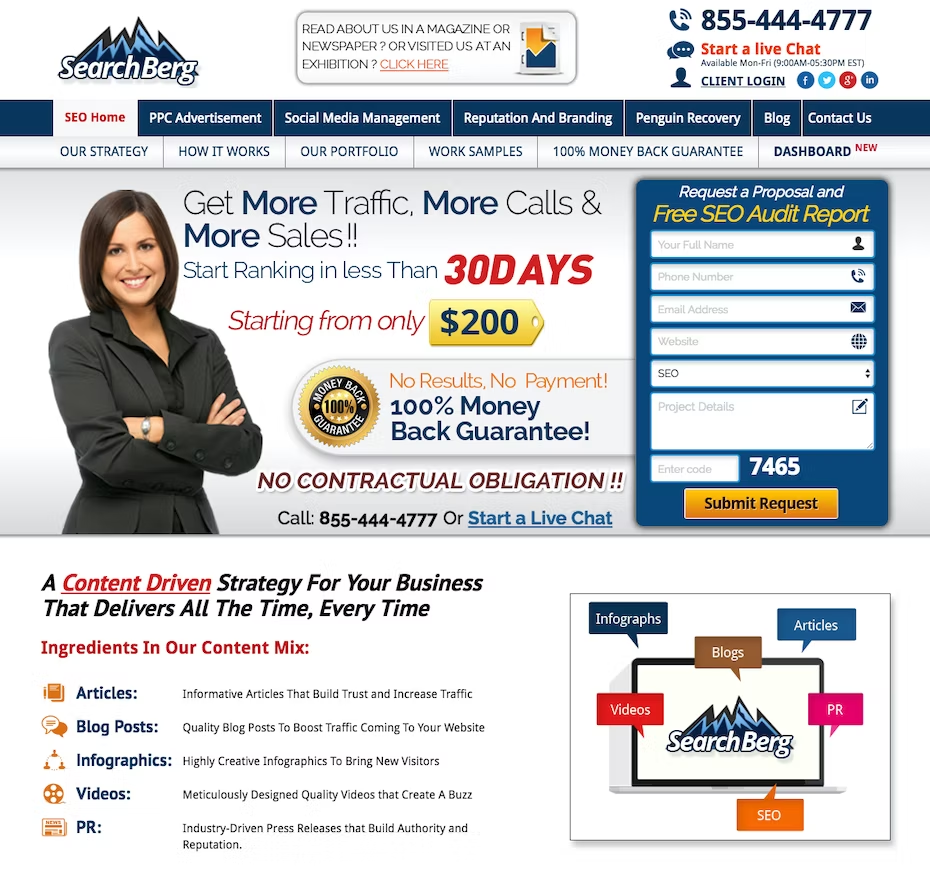 SearchBerg
READ ABOUT US IN A MAGAZINE OR
NEWSPAPER ? OR VISITED US AT AN
EXHIBITION ? CLICK HERE
855-444-4777
Start a live Chat
Available Mon-Fri (9:00AM-05:30PM EST)
CLIENT LOGIN
SEO Home PPC Advertisement Social Media Management Reputation And Branding Penguin Recovery Blog Contact Us
OUR STRATEGY HOW IT WORKS OUR PORTFOLIO WORK SAMPLES 100% MONEY BACK GUARANTEE DASHBOARD NEW
Get More Traffic, More Calls &
More Sales!!
Start Ranking in less Than 30DAYS
Starting from only $200
MONEY BACK
100%
GUARANTEE
No Results, No Payment!
100% Money
Back Guarantee!
NO CONTRACTUAL OBLIGATION !!
Call: 855-444-4777 Or Start a Live Chat
Request a Proposal and
Free SEO Audit Report
Your Full Name
Phone Number
Email Address
Website
SEO
Project Details
Enter code 7465
Submit Request
A Content Driven Strategy For Your Business
That Delivers All The Time, Every Time
Ingredients In Our Content Mix:
Articles: Informative Articles That Build Trust and Increase Traffic
Blog Posts: Quality Blog Posts To Boost Traffic Coming To Your Website
Infographics: Highly Creative Infographics To Bring New Visitors
Videos: Meticulously Designed Quality Videos that Create A Buzz
NEWS
PR: Industry-Driven Press Releases that Build Authority and
Reputation.
Infographs
Articles
Blogs
Videos
PR
SearchBerg
SEO